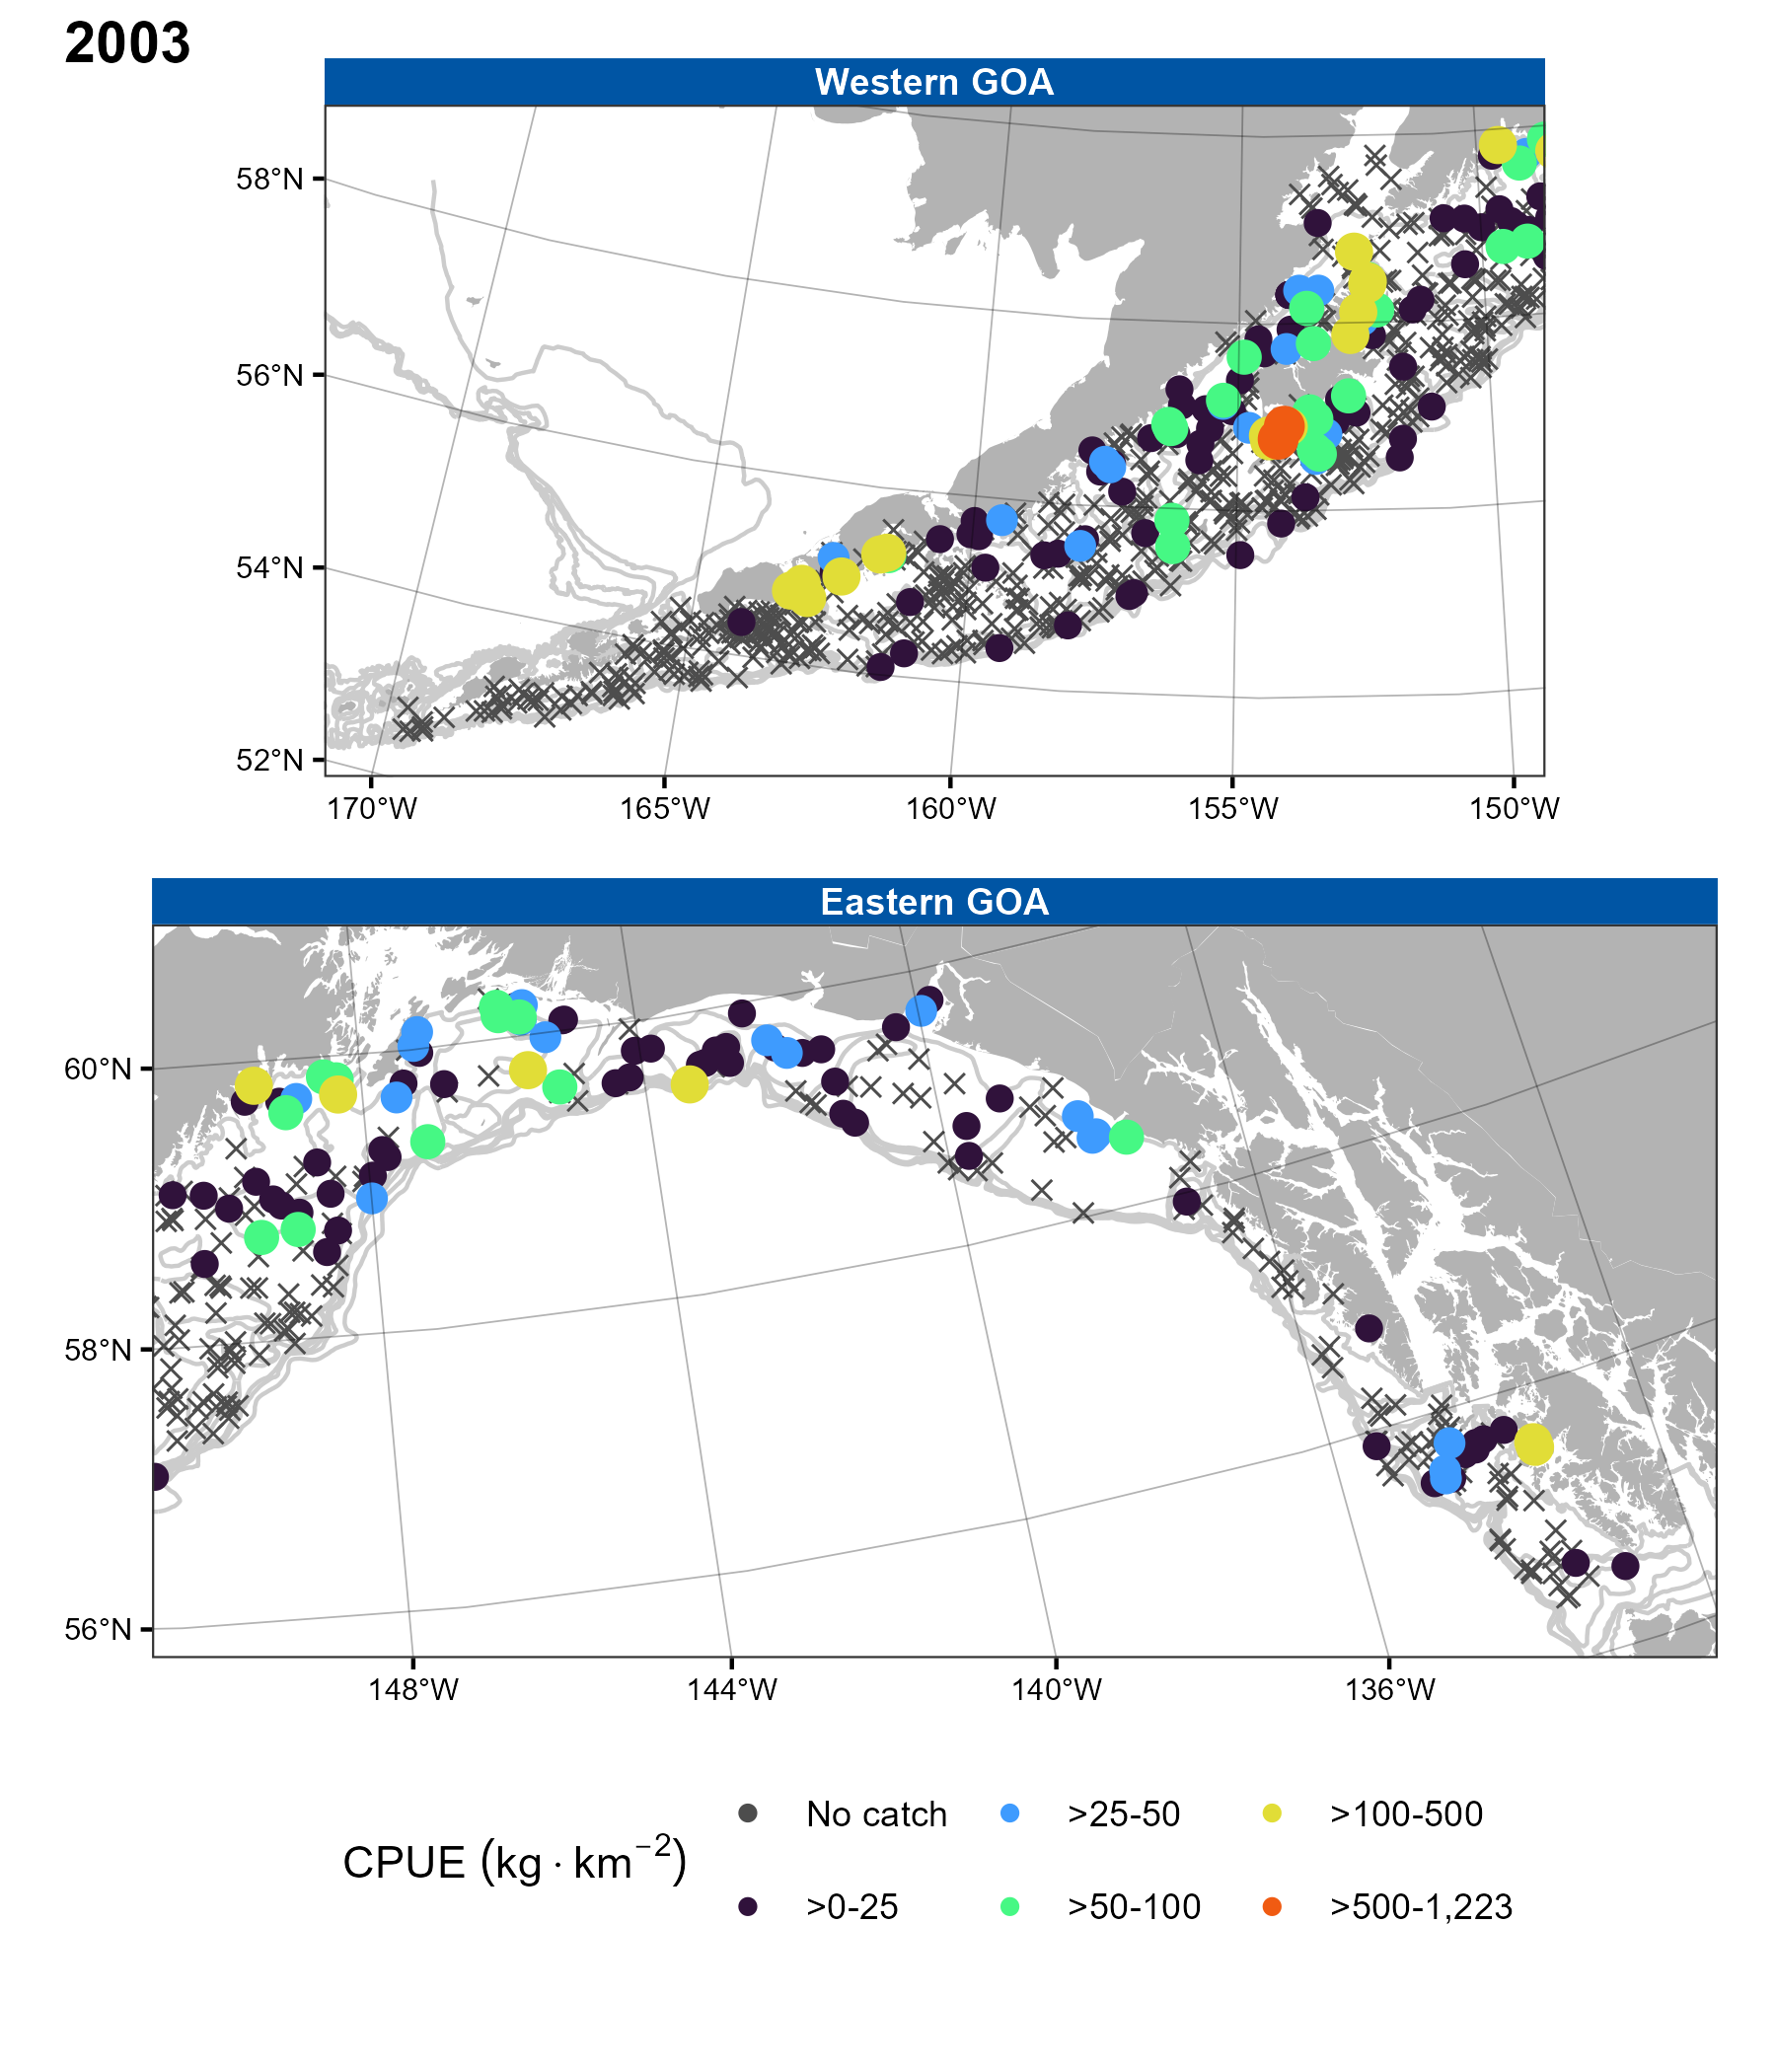 2003
Western GOA
58°N
56°N
54°N
52°N
170°W 165°W 160°W 155°W 150°W
Eastern GOA
60°N
58°N
56°N
148°W 144°W 140°W 136°W
CPUE (kg · km⁻²)
No catch >25-50 >100-500
>0-25 >50-100 >500-1,223